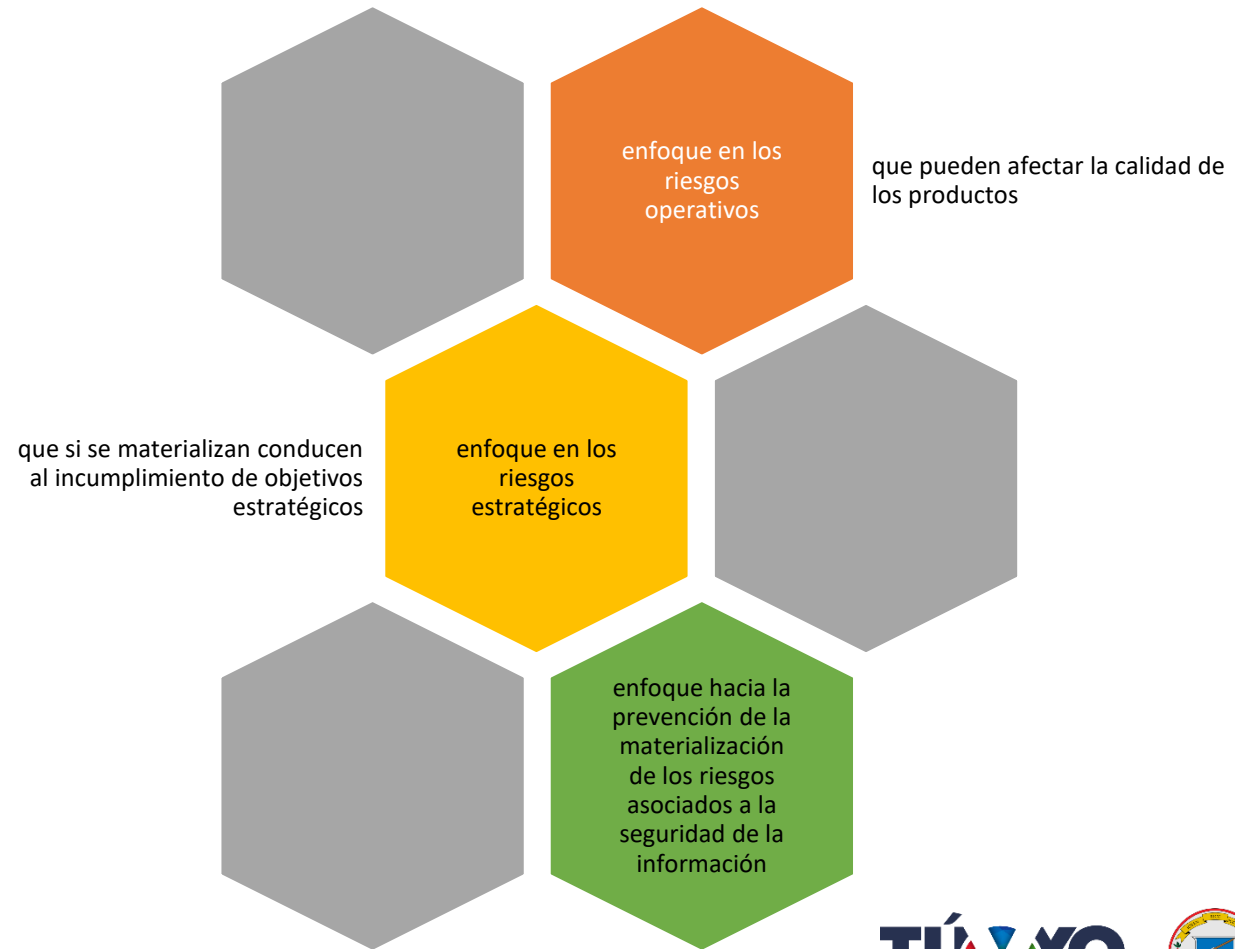 enfoque en los
riesgos
operativos
que pueden afectar la calidad de
los productos
que si se materializan conducen
al incumplimiento de objetivos
estratégicos
enfoque en los
riesgos
estratégicos
enfoque hacia la
prevención de la
materialización
de los riesgos
asociados a la
seguridad de la
información